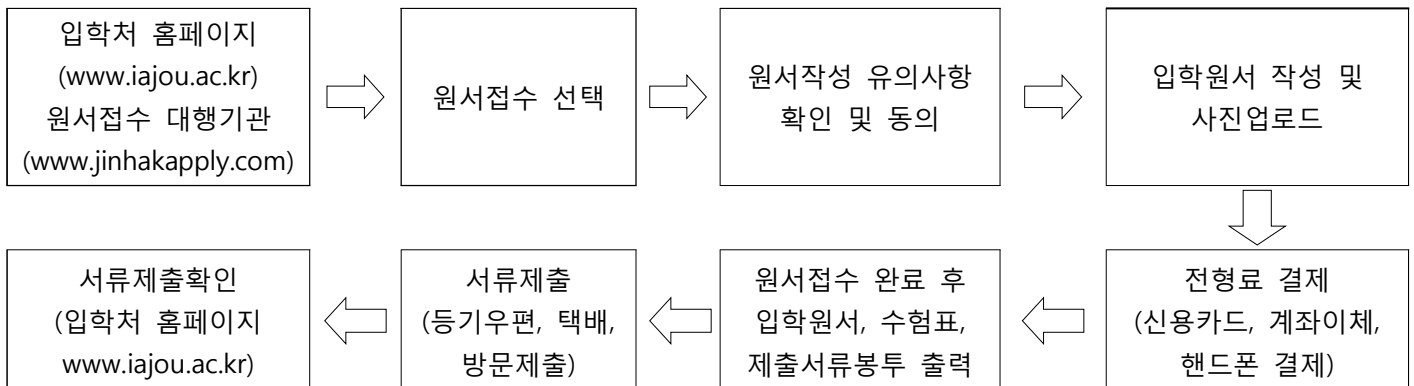 입학처 홈페이지
(www.iajou.ac.kr)
원서접수 대행기관
(www.jinhakapply.com)
원서접수 선택
원서작성 유의사항
확인 및 동의
입학원서 작성 및
사진업로드
전형료 결제
(신용카드, 계좌이체,
핸드폰 결제)
원서접수 완료 후
입학원서, 수험표,
제출서류봉투 출력
서류제출
(등기우편, 택배,
방문제출)
서류제출확인
(입학처 홈페이지
www.iajou.ac.kr)